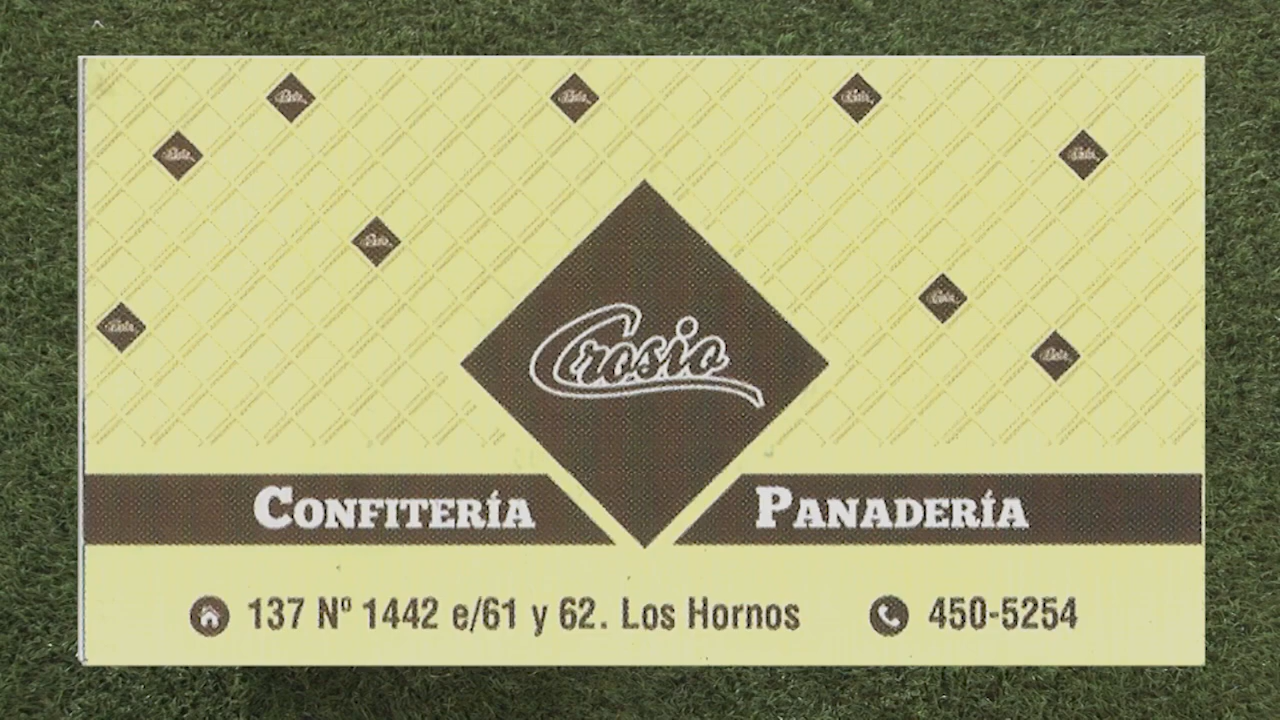 Crosio
Confitería Panadería
137 Nº 1442 e/61 y 62. Los Hornos 450-5254